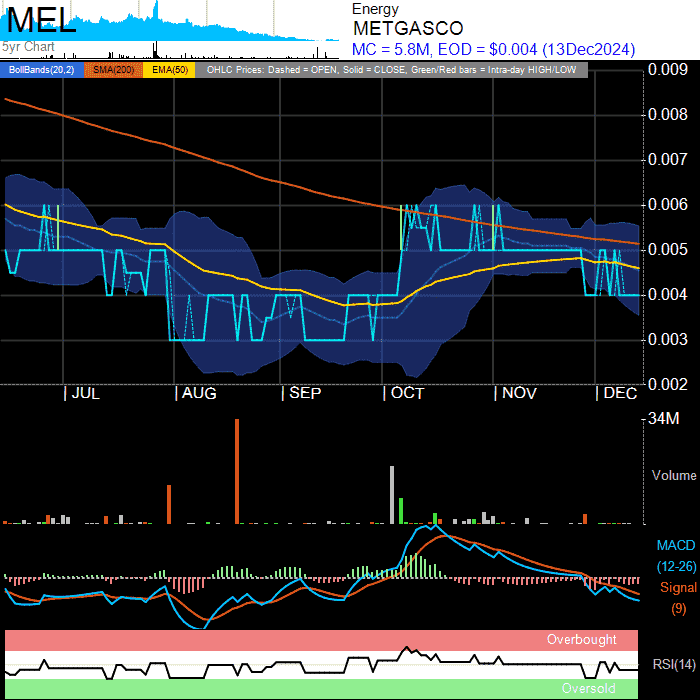 MEL
5yr Chart
Energy
METGASCO
MC = 5.8M, EOD = $0.004 (13Dec2024)
BollBands(20,2) SMA(200) EMA(50) OHLC Prices: Dashed = OPEN, Solid = CLOSE, Green/Red bars = Intra-day HIGH/LOW
0.009
0.008
0.007
0.006
0.005
0.004
0.003
0.002
| JUL | AUG | SEP | OCT | NOV | DEC
34M
Volume
MACD
(12-26)
Signal
(9)
Overbought
RSI(14)
Oversold